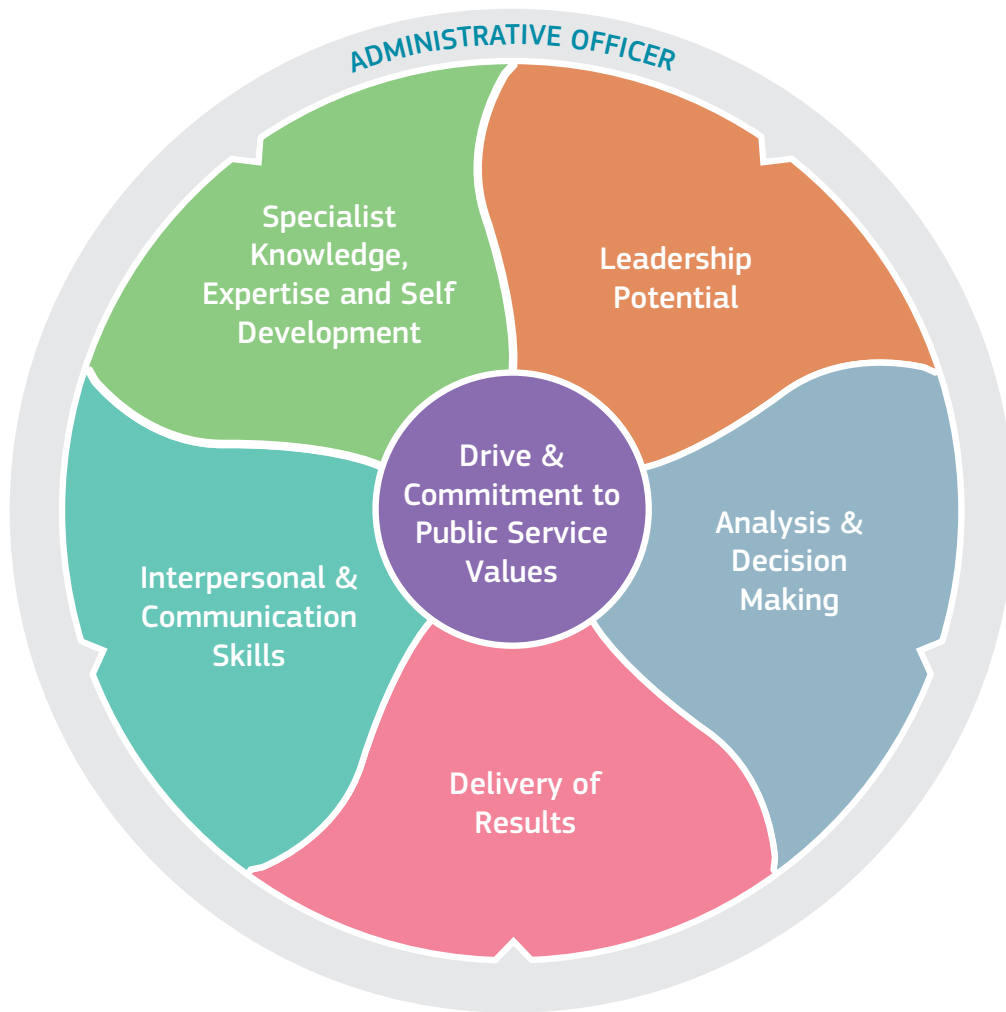 ADMINISTRATIVE OFFICER
Specialist
Knowledge,
Expertise and Self
Development
Leadership
Potential
Drive &
Commitment to
Public Service
Values
Analysis &
Decision
Making
Interpersonal &
Communication
Skills
Delivery of
Results